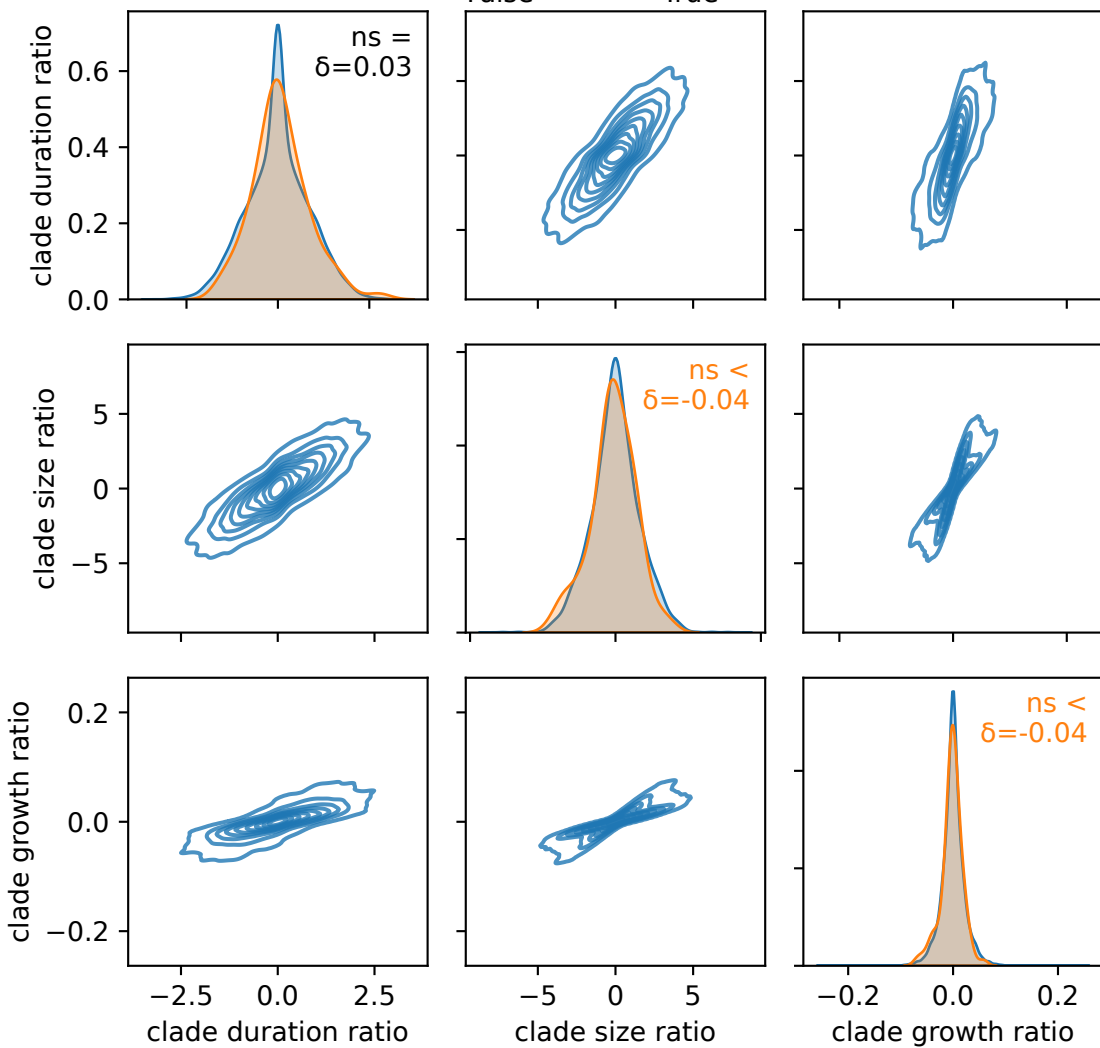 clade duration ratio
0.6
0.4
0.2
0.0
ns =
δ=0.03
clade size ratio
5
0
−5
ns <
δ=-0.04
clade growth ratio
0.2
0.0
−0.2
ns <
δ=-0.04
−2.5 0.0 2.5
−5 0 5
−0.2 0.0 0.2
clade duration ratio
clade size ratio
clade growth ratio